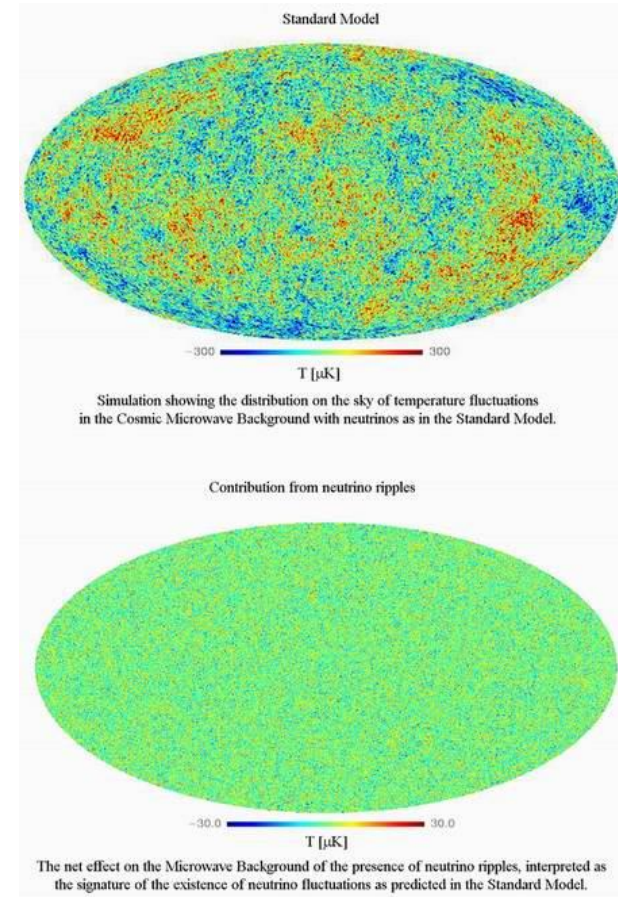 Standard Model
−300 300
T [μK]
Simulation showing the distribution on the sky of temperature fluctuations
in the Cosmic Microwave Background with neutrinos as in the Standard Model.
Contribution from neutrino ripples
−30.0 30.0
T [μK]
The net effect on the Microwave Background of the presence of neutrino ripples, interpreted as
the signature of the existence of neutrino fluctuations as predicted in the Standard Model.